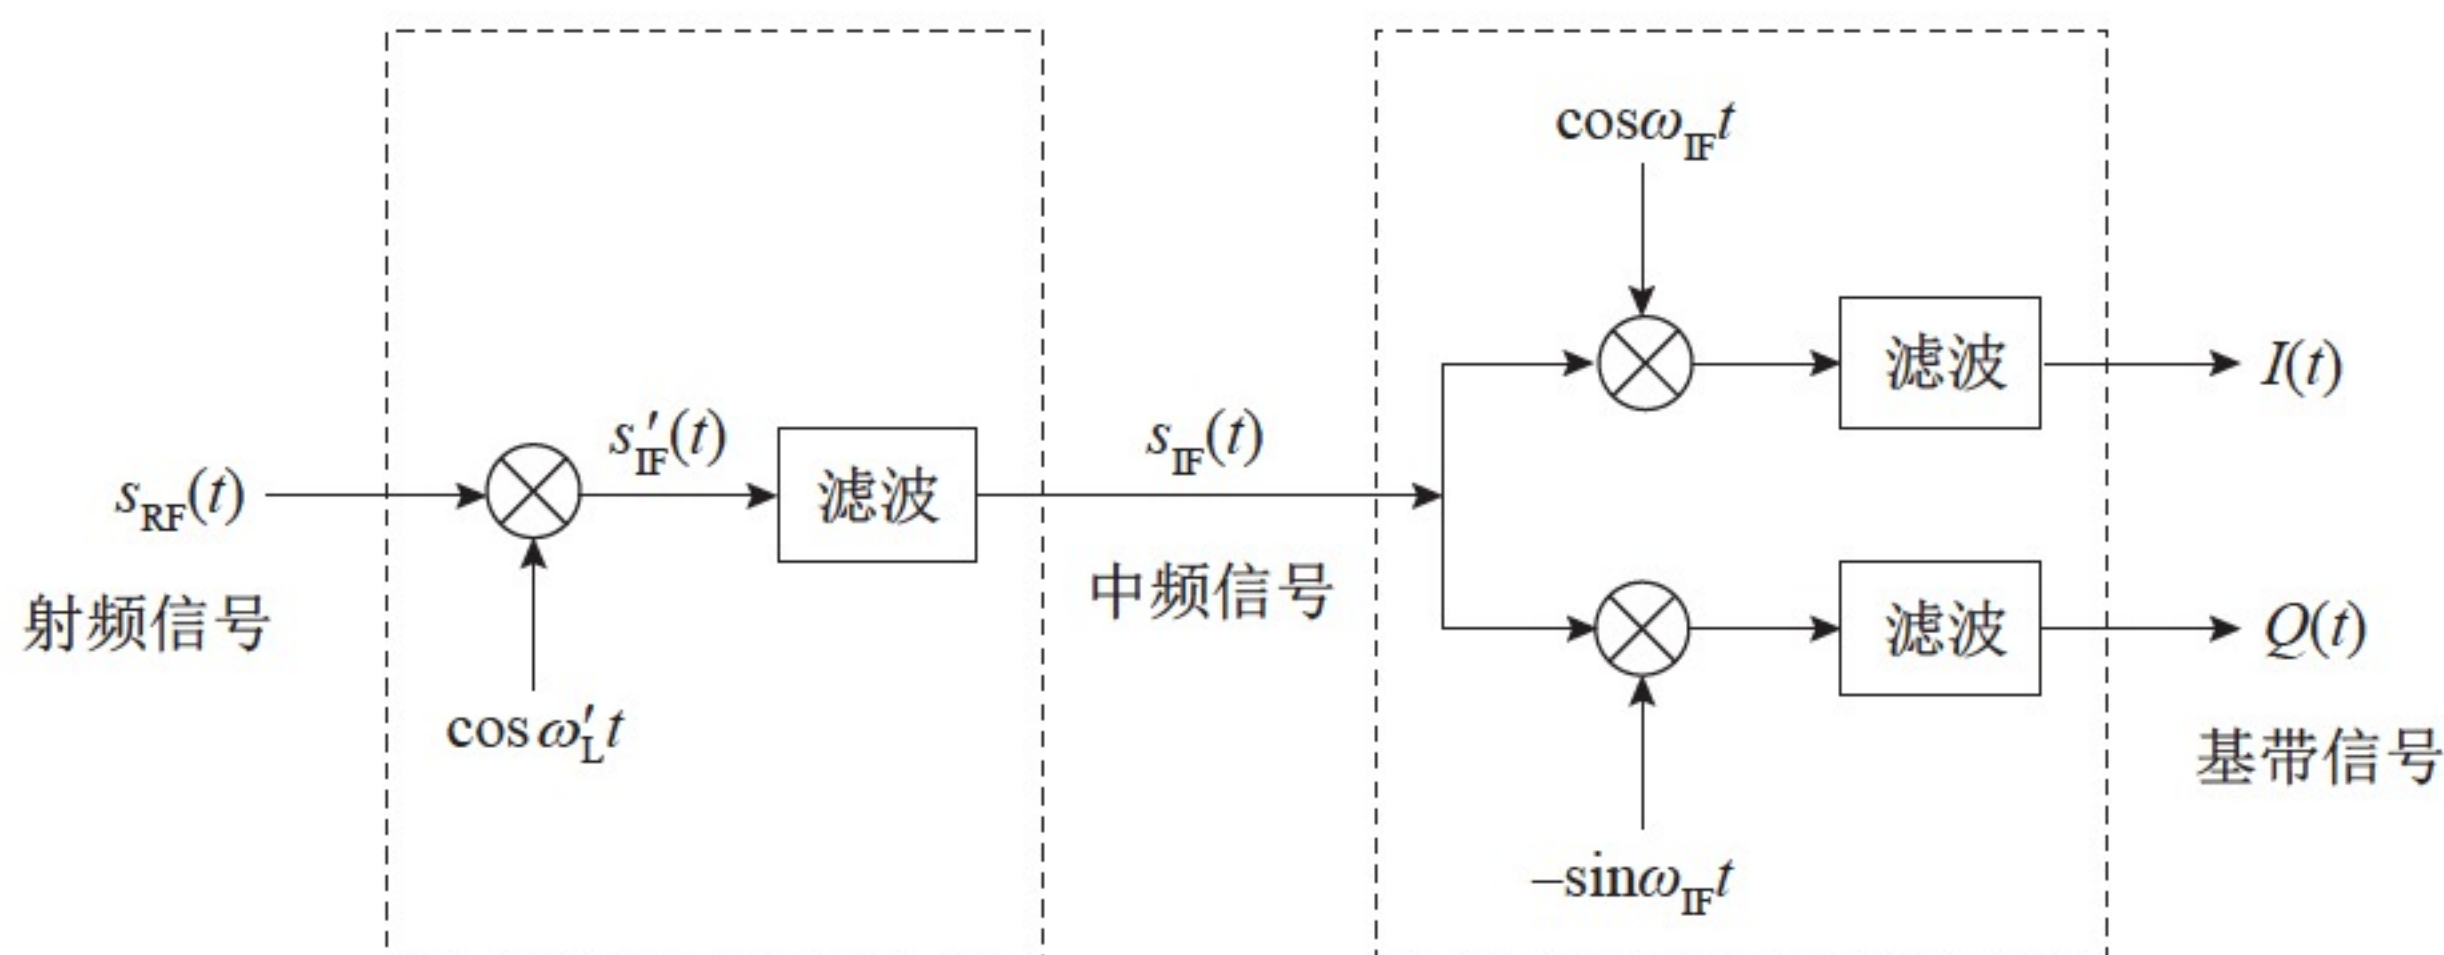 cosω_IF t
滤波
I(t)
s′_IF(t)
s_IF(t)
s_RF(t)
滤波
中频信号
射频信号
滤波
Q(t)
cos ω′_L t
基带信号
–sinω_IF t